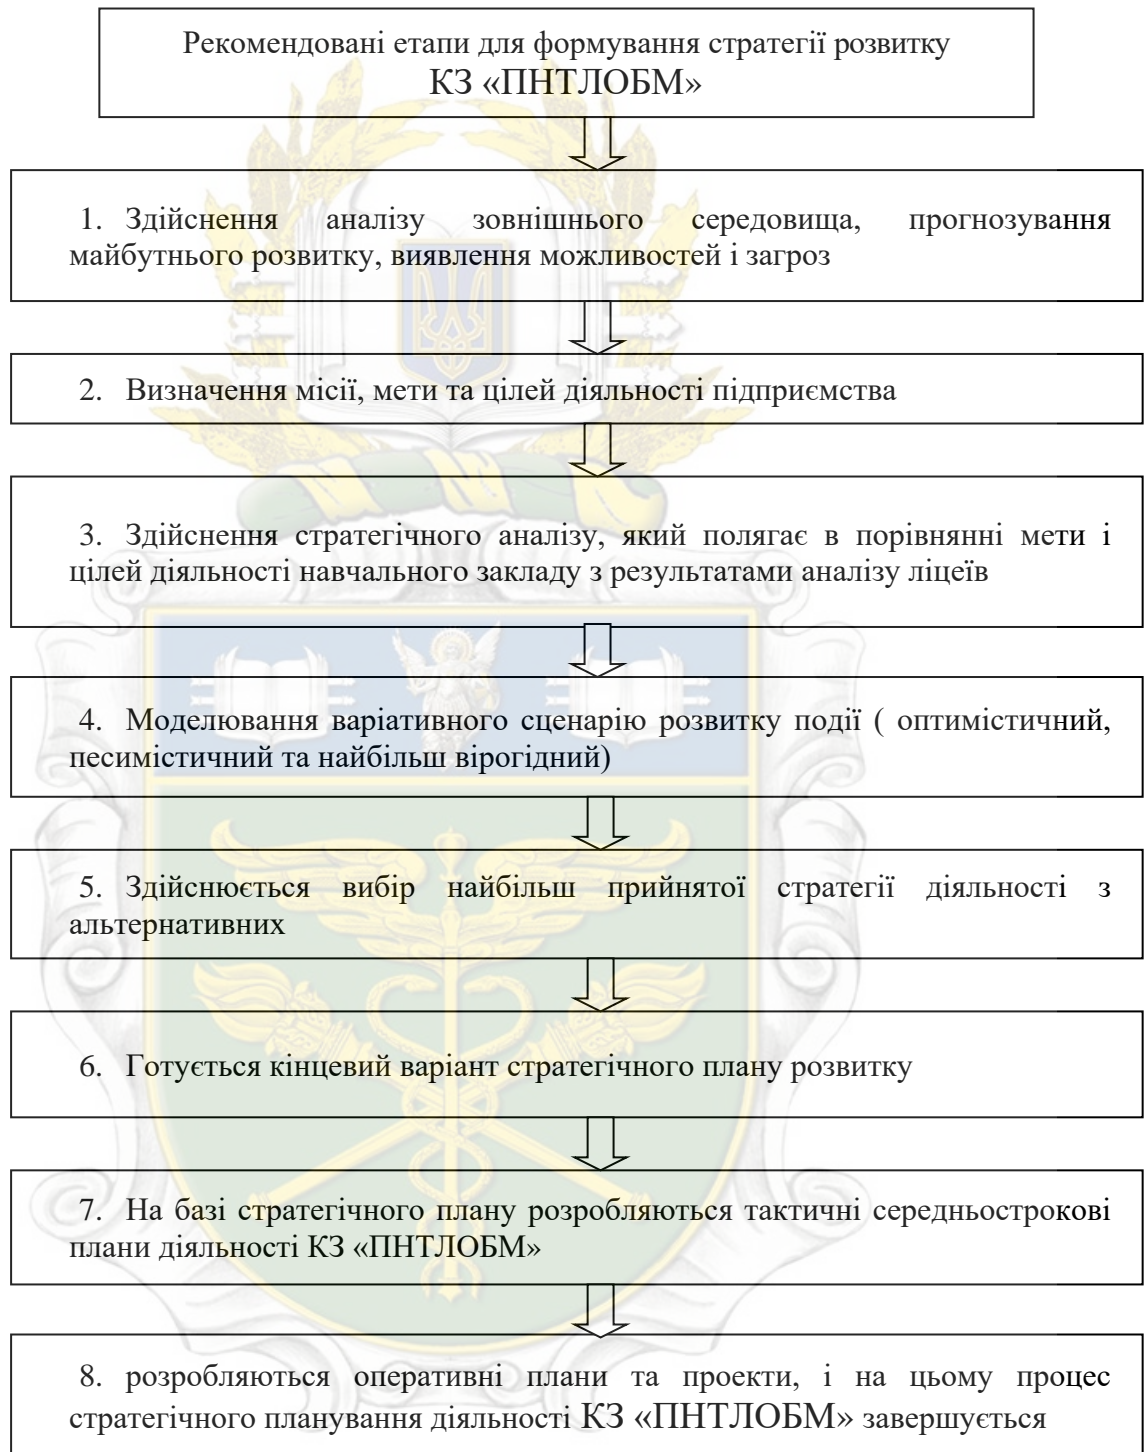 Рекомендовані етапи для формування стратегії розвитку
КЗ «ПНТЛОБМ»
1. Здійснення аналізу зовнішнього середовища, прогнозування
майбутнього розвитку, виявлення можливостей і загроз
2. Визначення місії, мети та цілей діяльності підприємства
3. Здійснення стратегічного аналізу, який полягає в порівнянні мети і
цілей діяльності навчального закладу з результатами аналізу ліцеїв
4. Моделювання варіативного сценарію розвитку події ( оптимістичний,
песимістичний та найбільш вірогідний)
5. Здійснюється вибір найбільш прийнятої стратегії діяльності з
альтернативних
6. Готується кінцевий варіант стратегічного плану розвитку
7. На базі стратегічного плану розробляються тактичні середньострокові
плани діяльності КЗ «ПНТЛОБМ»
8. розробляються оперативні плани та проекти, і на цьому процес
стратегічного планування діяльності КЗ «ПНТЛОБМ» завершується